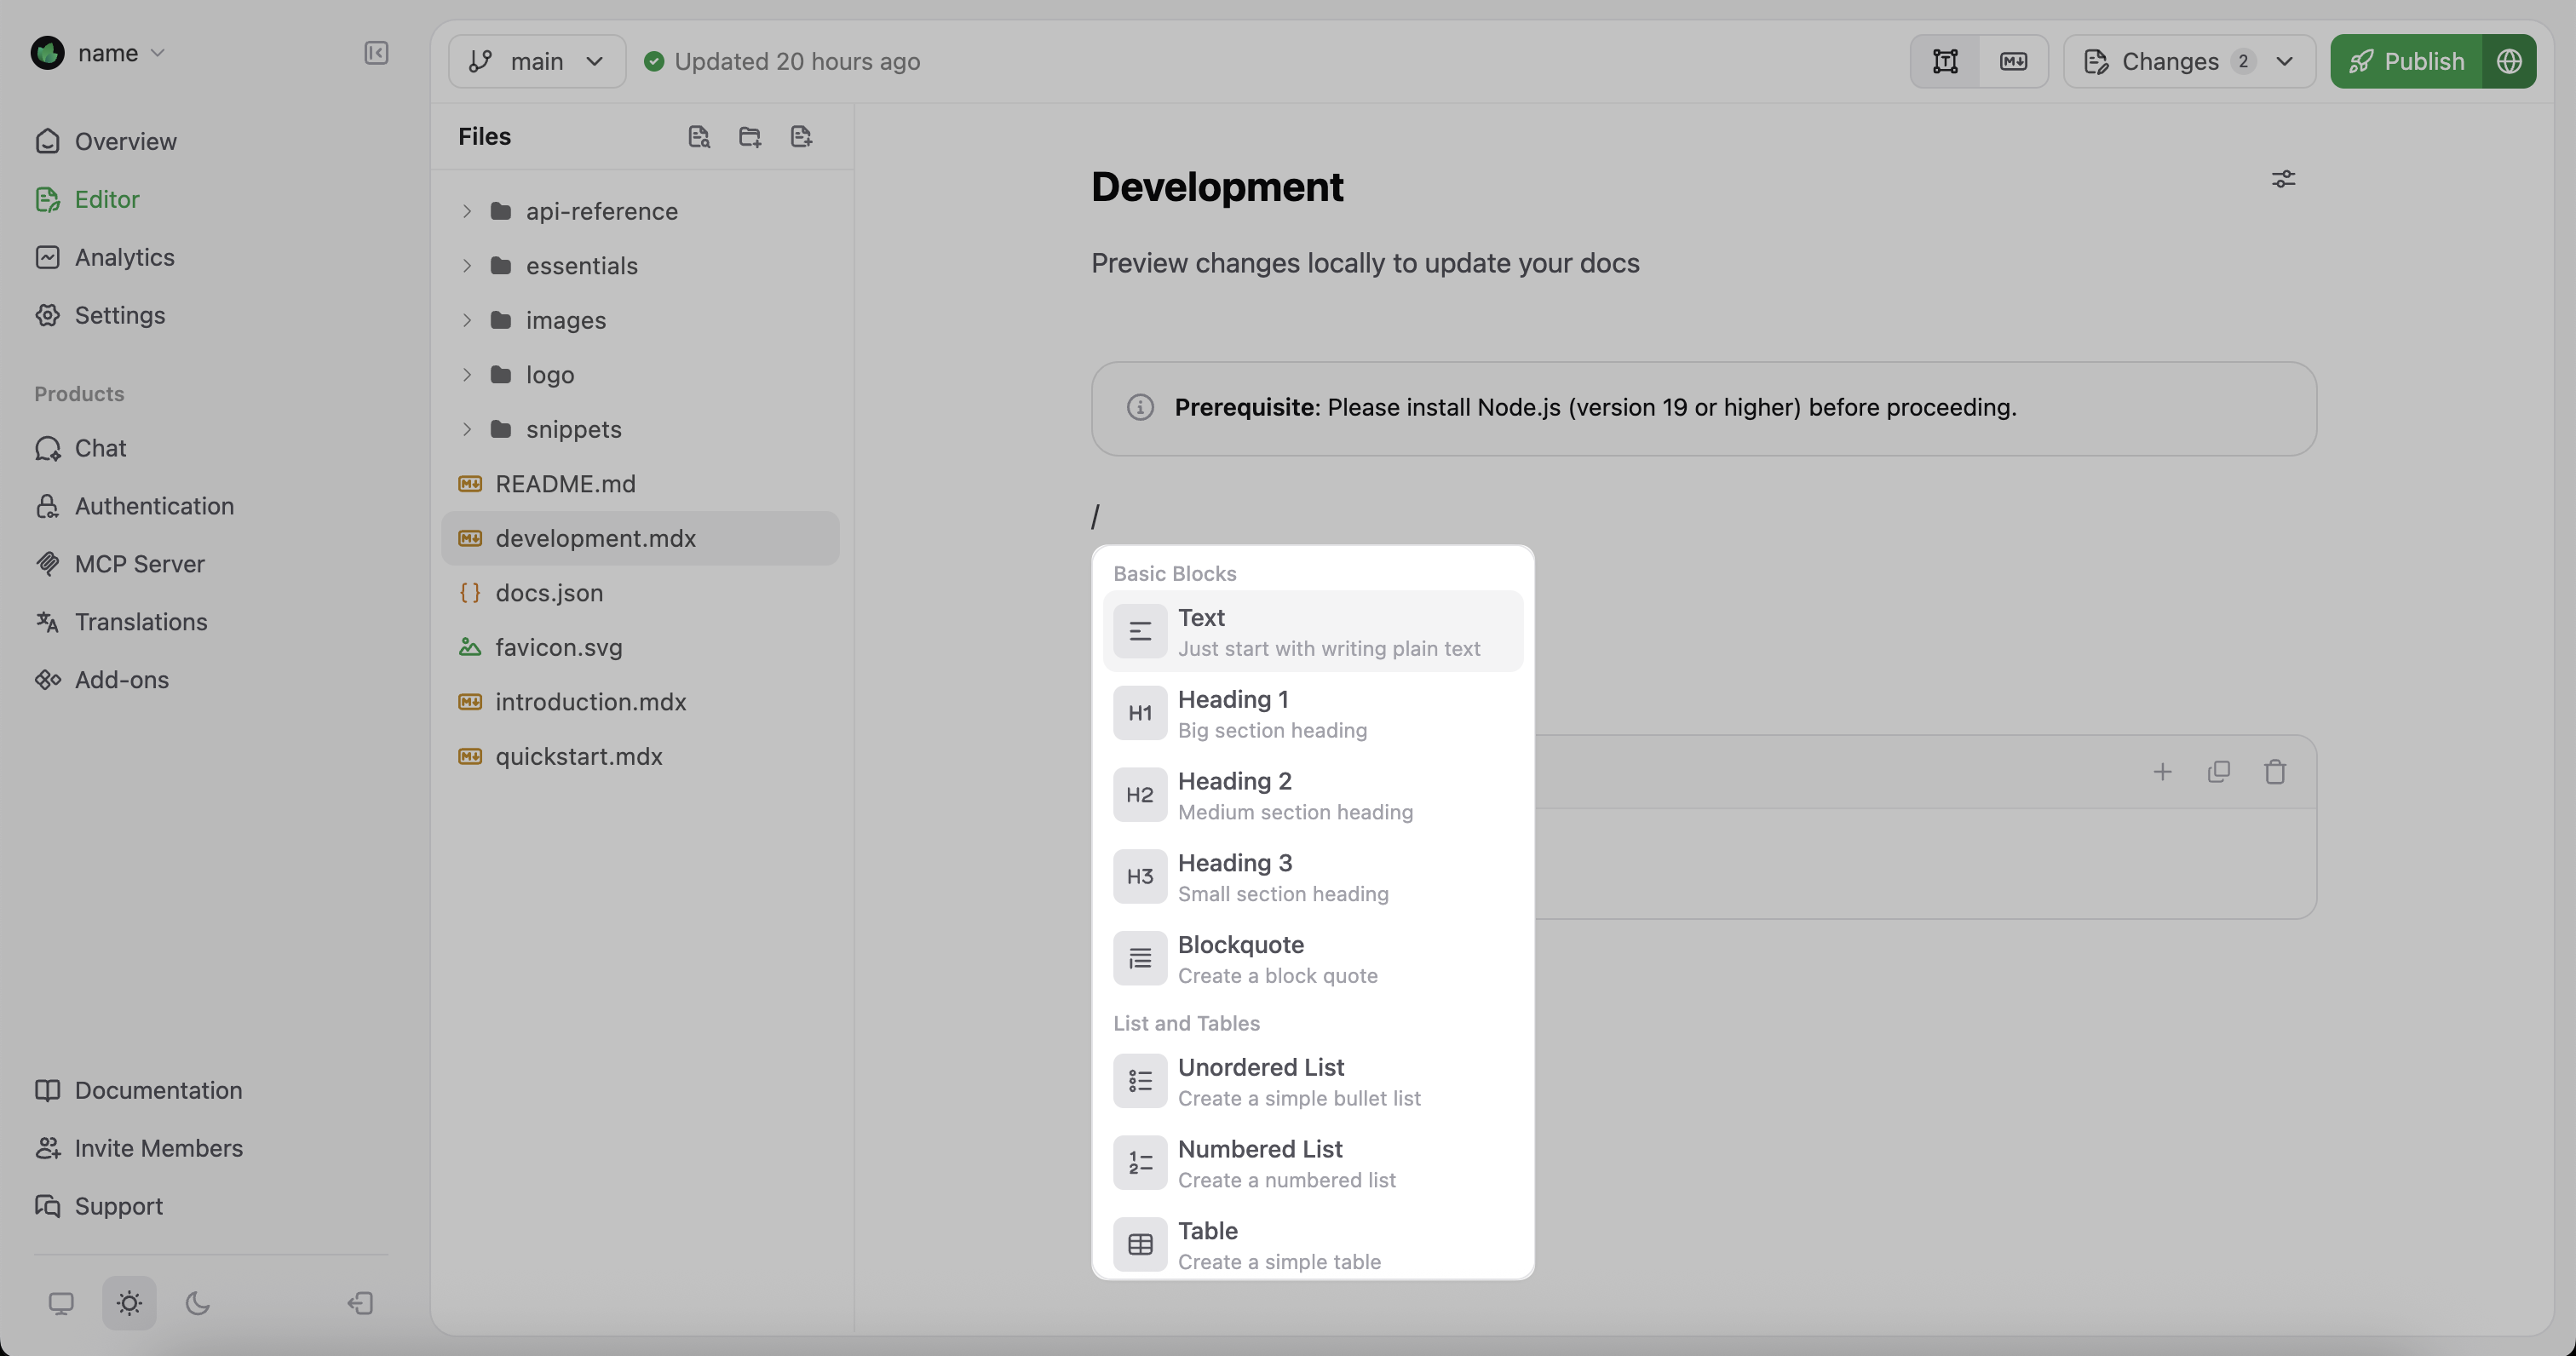 name
Overview
Editor
Analytics
Settings
Products
Chat
Authentication
MCP Server
Translations
Add-ons
Documentation
Invite Members
Support
main
Updated 20 hours ago
Changes 2
Publish
Files
api-reference
essentials
images
logo
snippets
README.md
development.mdx
docs.json
favicon.svg
introduction.mdx
quickstart.mdx
Development
Preview changes locally to update your docs
Prerequisite: Please install Node.js (version 19 or higher) before proceeding.
/
Basic Blocks
Text
Just start with writing plain text
H1 Heading 1
Big section heading
H2 Heading 2
Medium section heading
H3 Heading 3
Small section heading
Blockquote
Create a block quote
List and Tables
Unordered List
Create a simple bullet list
Numbered List
Create a numbered list
Table
Create a simple table